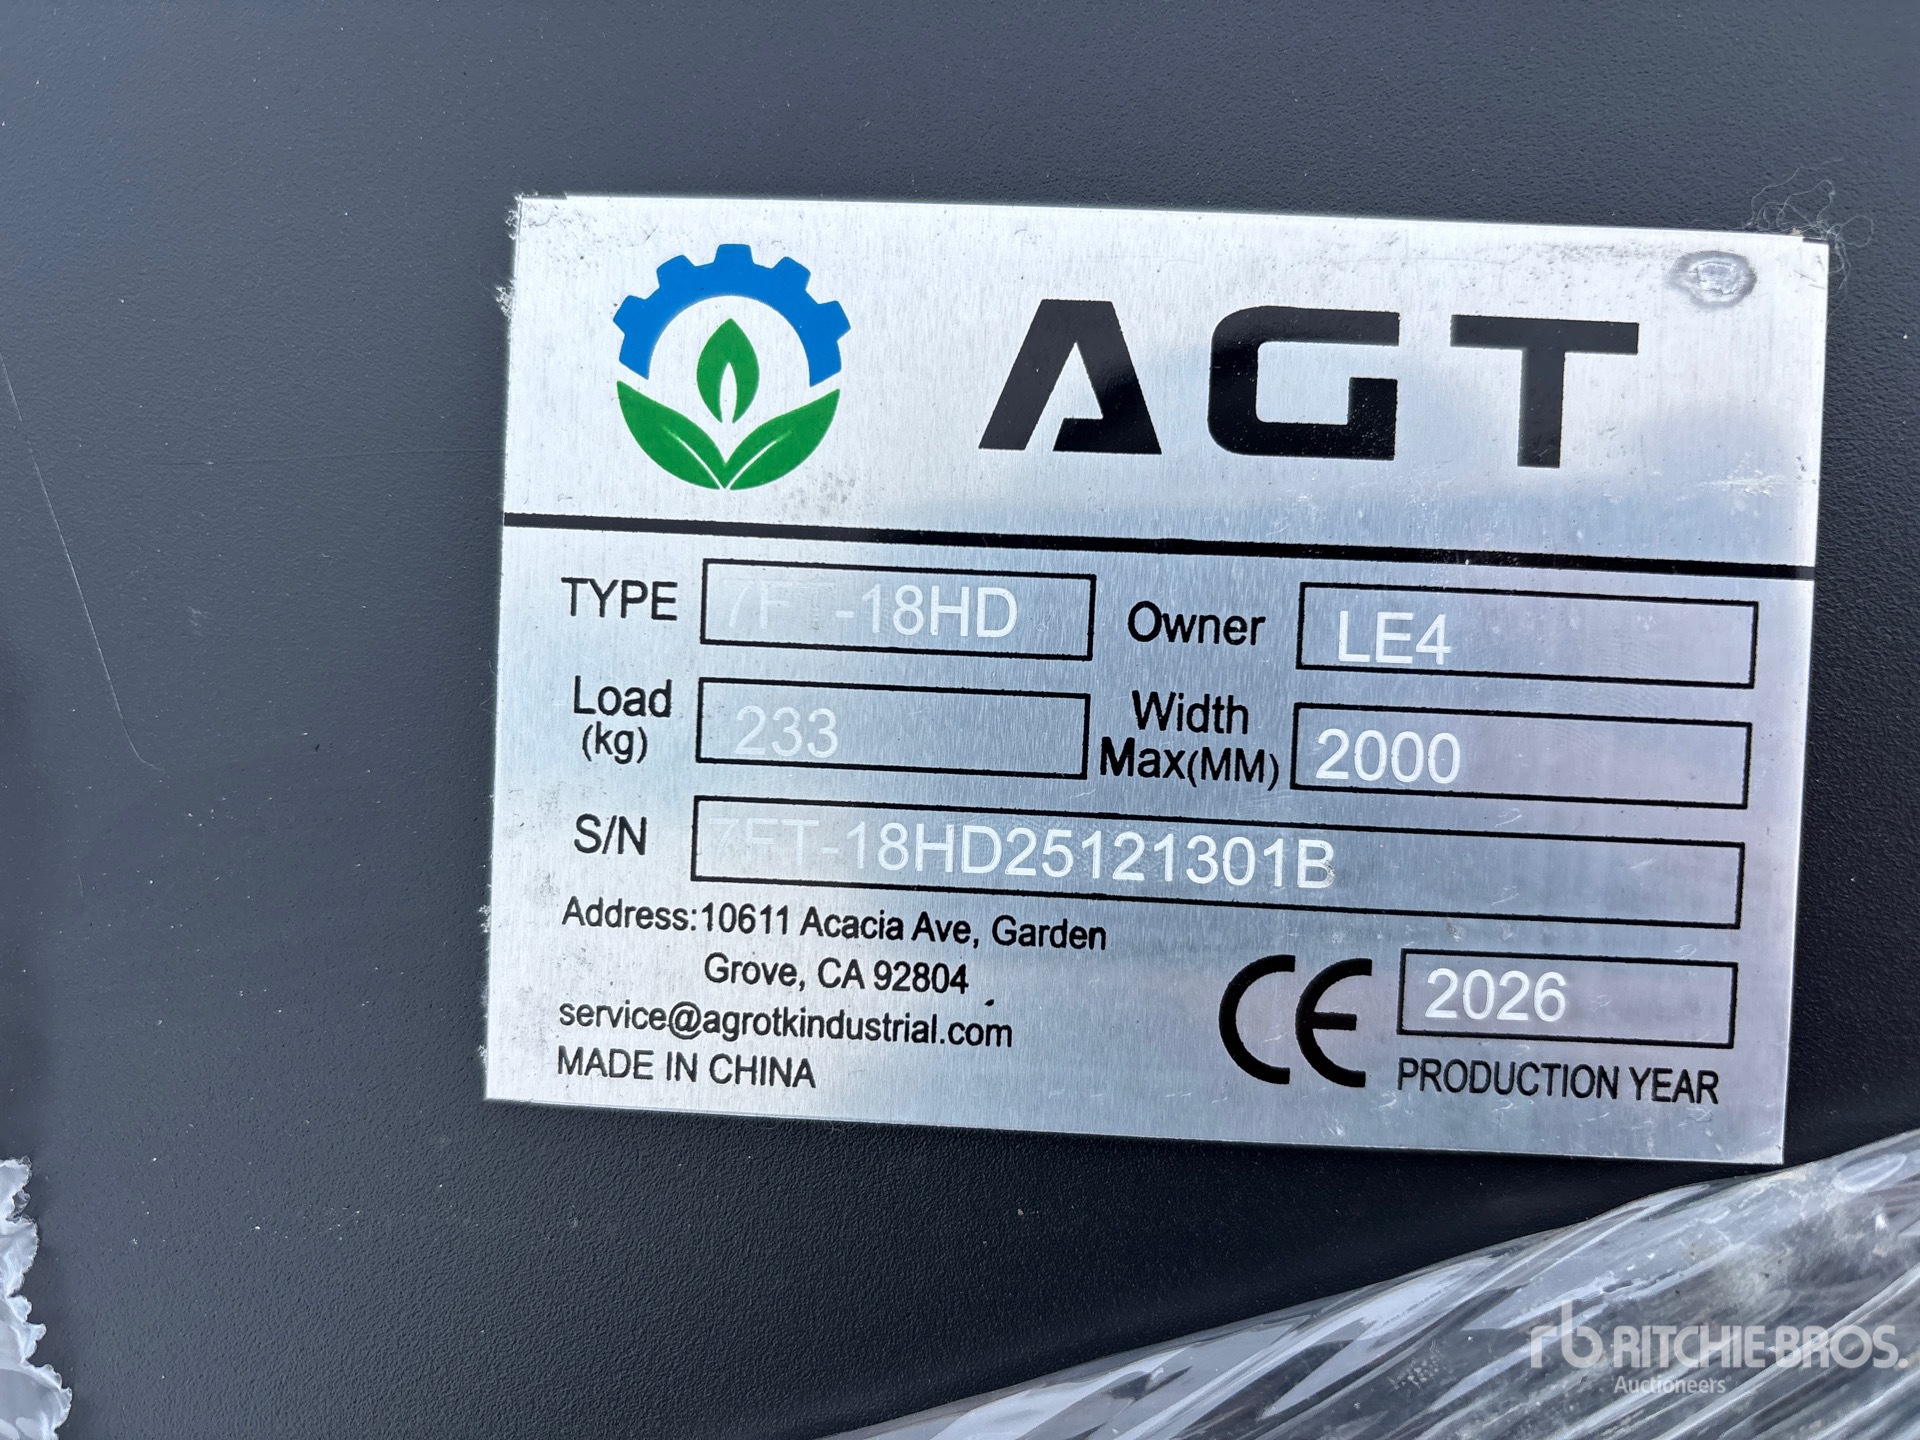 AGT
TYPE 7FT-18HD Owner LE4
Load (kg) 233 Width Max(MM) 2000
S/N 7FT-18HD25121301B
Address:10611 Acacia Ave, Garden
Grove, CA 92804
service@agrotkindustrial.com
MADE IN CHINA
CE 2026
PRODUCTION YEAR
rb RITCHIE BROS.
Auctioneers